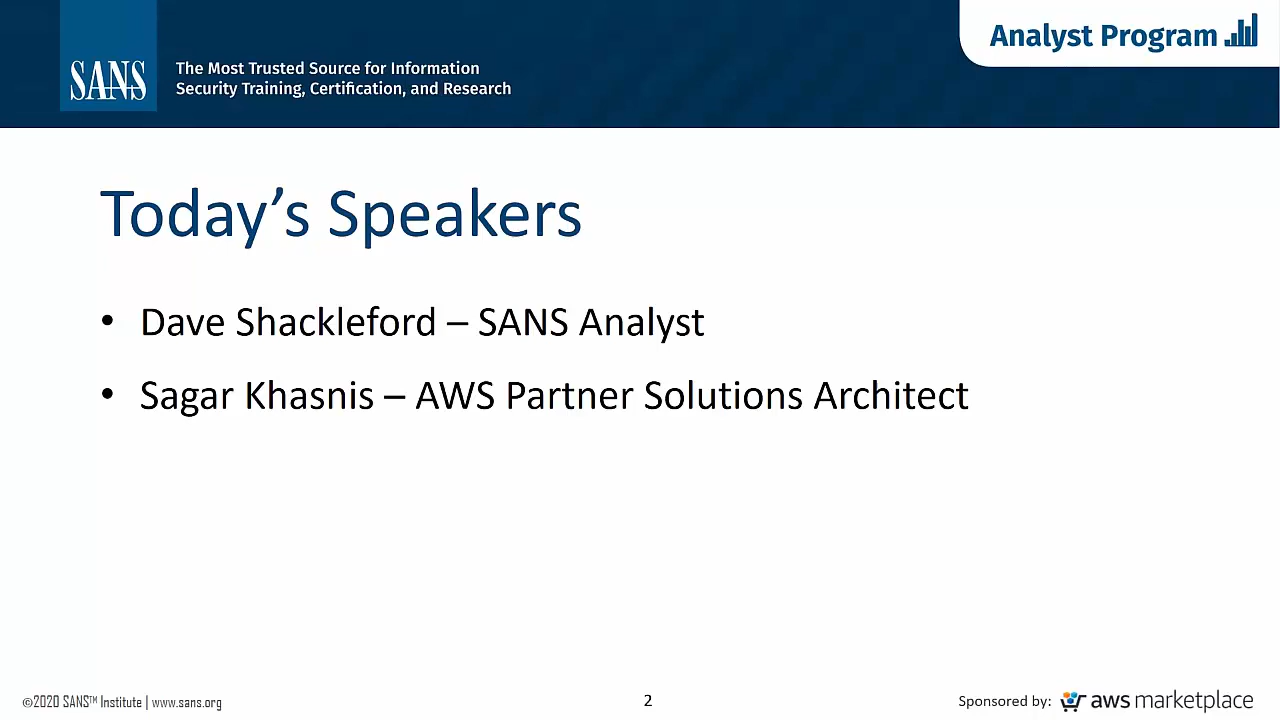 Analyst Program
SANS
The Most Trusted Source for Information
Security Training, Certification, and Research
Today’s Speakers
• Dave Shackleford – SANS Analyst
• Sagar Khasnis – AWS Partner Solutions Architect
©2020 SANS™ Institute | www.sans.org
2
Sponsored by: aws marketplace